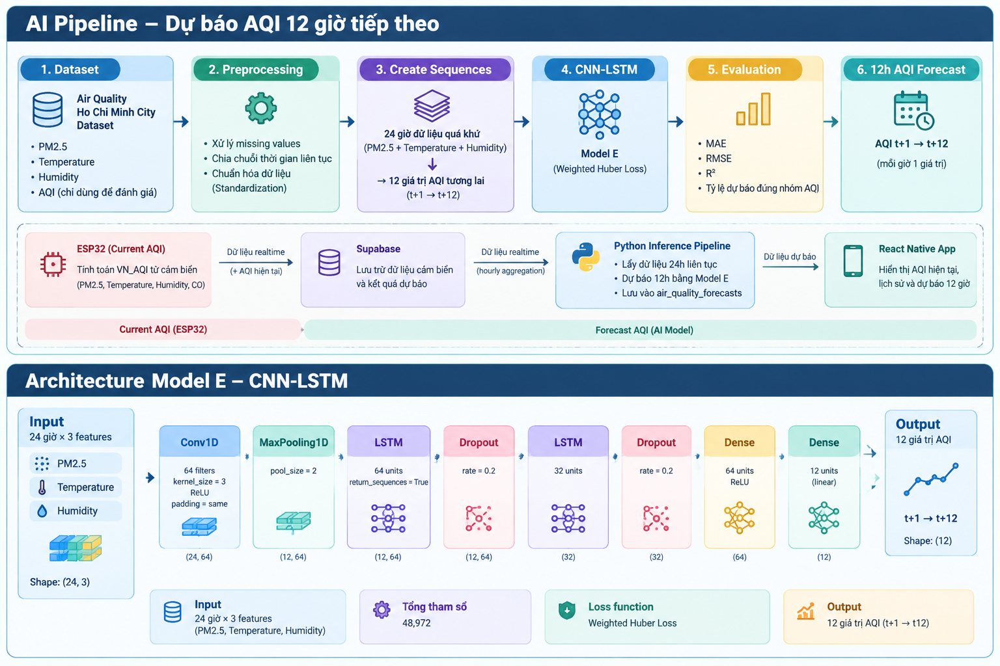 AI Pipeline – Dự báo AQI 12 giờ tiếp theo
1. Dataset
Air Quality
Ho Chi Minh City
Dataset
• PM2.5
• Temperature
• Humidity
• AQI (chỉ dùng để đánh giá)
2. Preprocessing
• Xử lý missing values
• Chia chuỗi thời gian liên tục
• Chuẩn hóa dữ liệu
(Standardization)
3. Create Sequences
24 giờ dữ liệu quá khứ
(PM2.5 + Temperature + Humidity)
→ 12 giá trị AQI tương lai
(t+1 → t+12)
4. CNN-LSTM
Model E
(Weighted Huber Loss)
5. Evaluation
• MAE
• RMSE
• R²
• Tỷ lệ dự báo đúng nhóm AQI
6. 12h AQI Forecast
AQI t+1 → t+12
(mỗi giờ 1 giá trị)
ESP32 (Current AQI)
Tính toán VN_AQI từ cảm biến
(PM2.5, Temperature, Humidity, CO)
Dữ liệu realtime
(+ AQI hiện tại)
Supabase
Lưu trữ dữ liệu cảm biến
và kết quả dự báo
Dữ liệu realtime
(hourly aggregation)
Python Inference Pipeline
• Lấy dữ liệu 24h liên tục
• Dự báo 12h bằng Model E
• Lưu vào air_quality_forecasts
Dữ liệu dự báo
React Native App
Hiển thị AQI hiện tại,
lịch sử và dự báo 12 giờ
Current AQI (ESP32)
Forecast AQI (AI Model)
Architecture Model E – CNN-LSTM
Input
24 giờ × 3 features
PM2.5
Temperature
Humidity
Shape: (24, 3)
Conv1D
64 filters
kernel_size = 3
ReLU
padding = same
(24, 64)
MaxPooling1D
pool_size = 2
(12, 64)
LSTM
64 units
return_sequences = True
(12, 64)
Dropout
rate = 0.2
(12, 64)
LSTM
32 units
(32)
Dropout
rate = 0.2
(32)
Dense
64 units
ReLU
(64)
Dense
12 units
(linear)
(12)
Output
12 giá trị AQI
t+1 → t+12
Shape: (12)
Input
24 giờ × 3 features
(PM2.5, Temperature, Humidity)
Tổng tham số
48,972
Loss function
Weighted Huber Loss
Output
12 giá trị AQI (t+1 → t12)